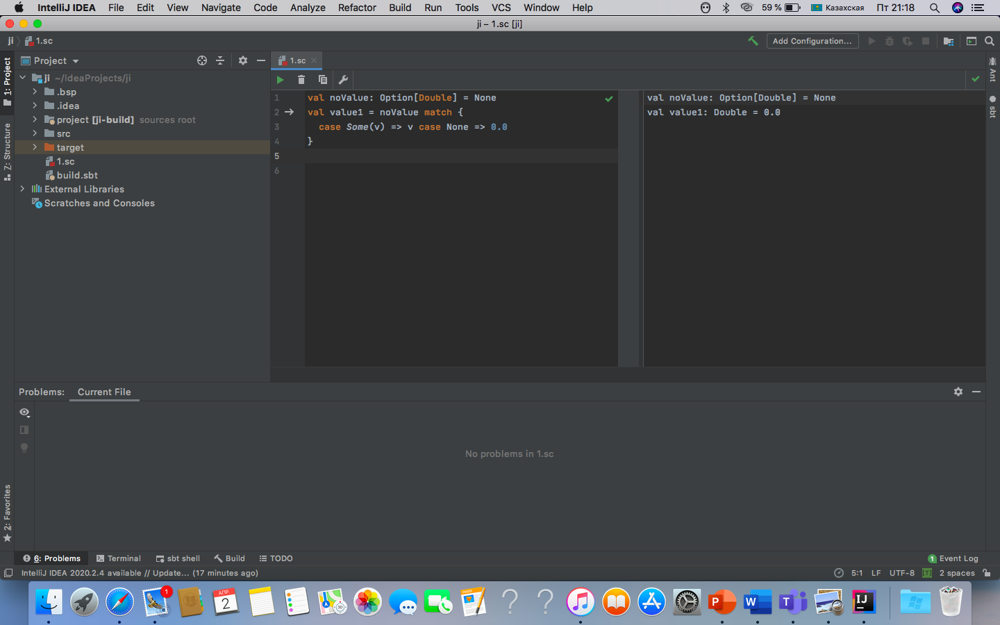 IntelliJ IDEA File Edit View Navigate Code Analyze Refactor Build Run Tools VCS Window Help 59 % Казахская Пт 21:18
ji – 1.sc [ji]
ji 1.sc Add Configuration...
1: Project
Project
ji ~/IdeaProjects/ji
.bsp
.idea
project [ji-build] sources root
src
target
1.sc
build.sbt
External Libraries
Scratches and Consoles
Z: Structure
2: Favorites
1.sc
1 val noValue: Option[Double] = None
2 val value1 = noValue match {
3 case Some(v) => v case None => 0.0
4 }
5
6
val noValue: Option[Double] = None
val value1: Double = 0.0
Ant
sbt
Problems: Current File
No problems in 1.sc
6: Problems Terminal sbt shell Build TODO 1 Event Log
IntelliJ IDEA 2020.2.4 available // Update... (17 minutes ago) 5:1 LF UTF-8 [T] 2 spaces
1
АПР.
2
PAGES
30
P
W
T
IJ